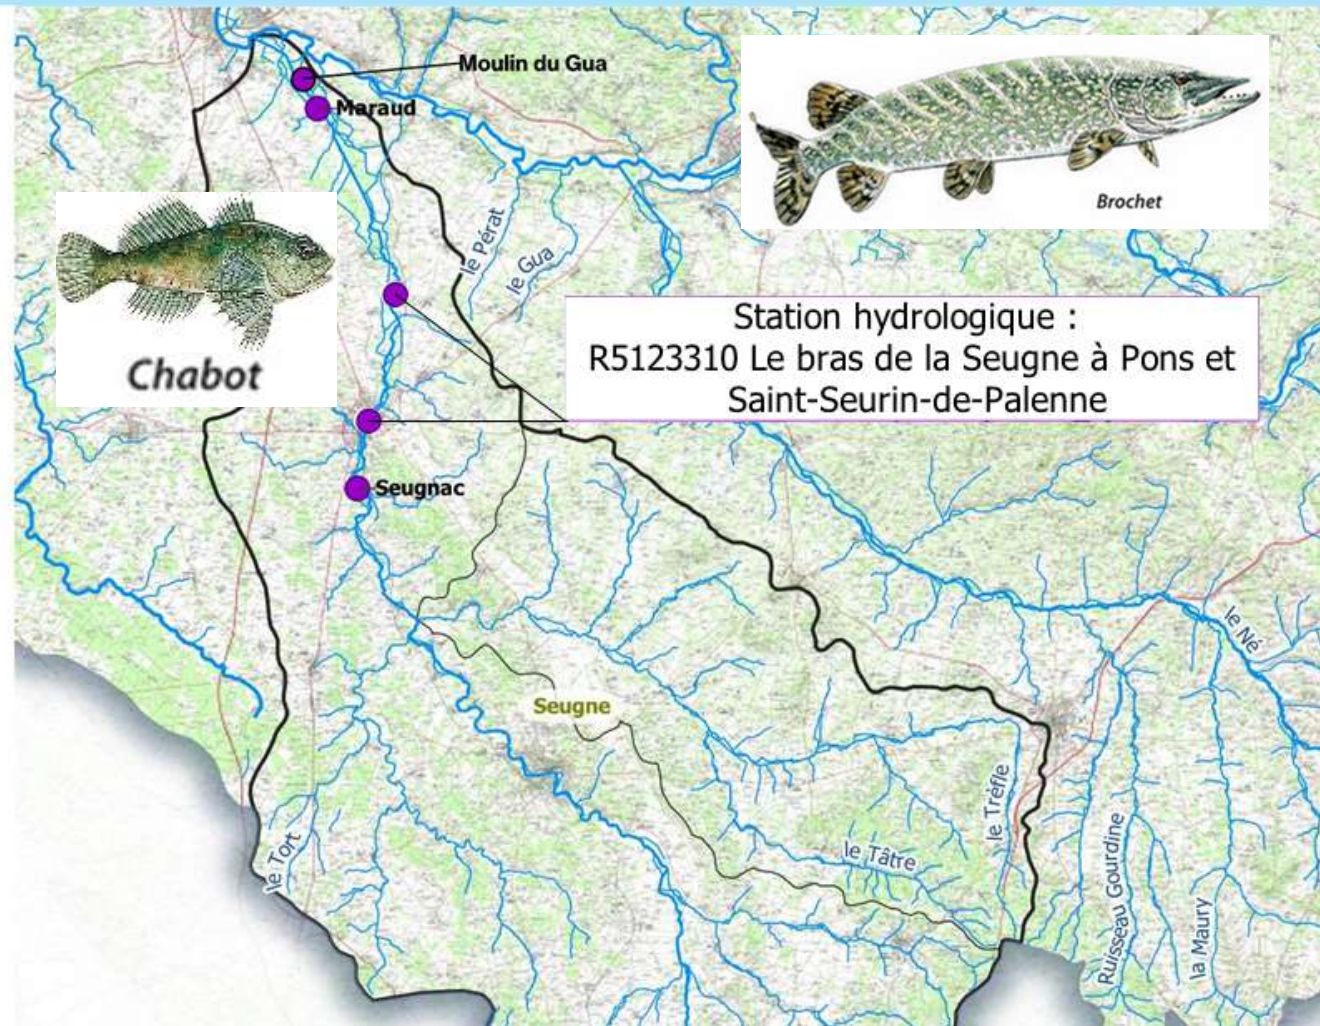 Moulin du Gua
Maraud
Brochet
le Pérat
le Gua
Chabot
Station hydrologique :
R5123310 Le bras de la Seugne à Pons et
Saint-Seurin-de-Palenne
Seugnac
le Né
Seugne
le Trèfle
le Tâtre
le Tort
Ruisseau Gourdine
la Maury